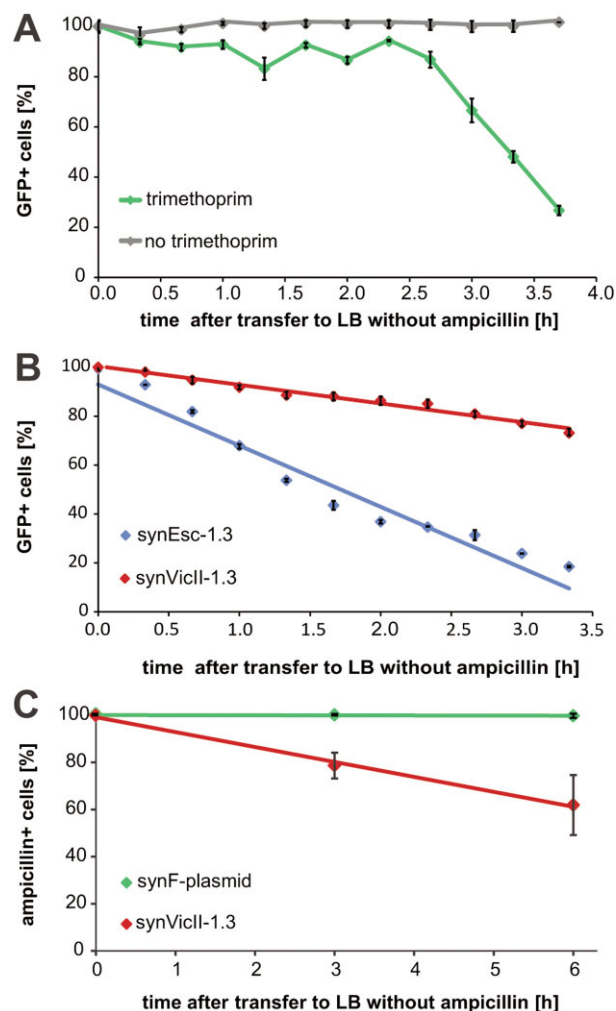 A
GFP+ cells [%]
100
80
60
40
20
0
trimethoprim
no trimethoprim
0.0 0.5 1.0 1.5 2.0 2.5 3.0 3.5 4.0
time after transfer to LB without ampicillin [h]
B
GFP+ cells [%]
100
80
60
40
20
0
synEsc-1.3
synVicII-1.3
0.0 0.5 1.0 1.5 2.0 2.5 3.0 3.5
time after transfer to LB without ampicillin [h]
C
ampicillin+ cells [%]
100
80
60
40
20
0
synF-plasmid
synVicII-1.3
0 1 2 3 4 5 6
time after transfer to LB without ampicillin [h]